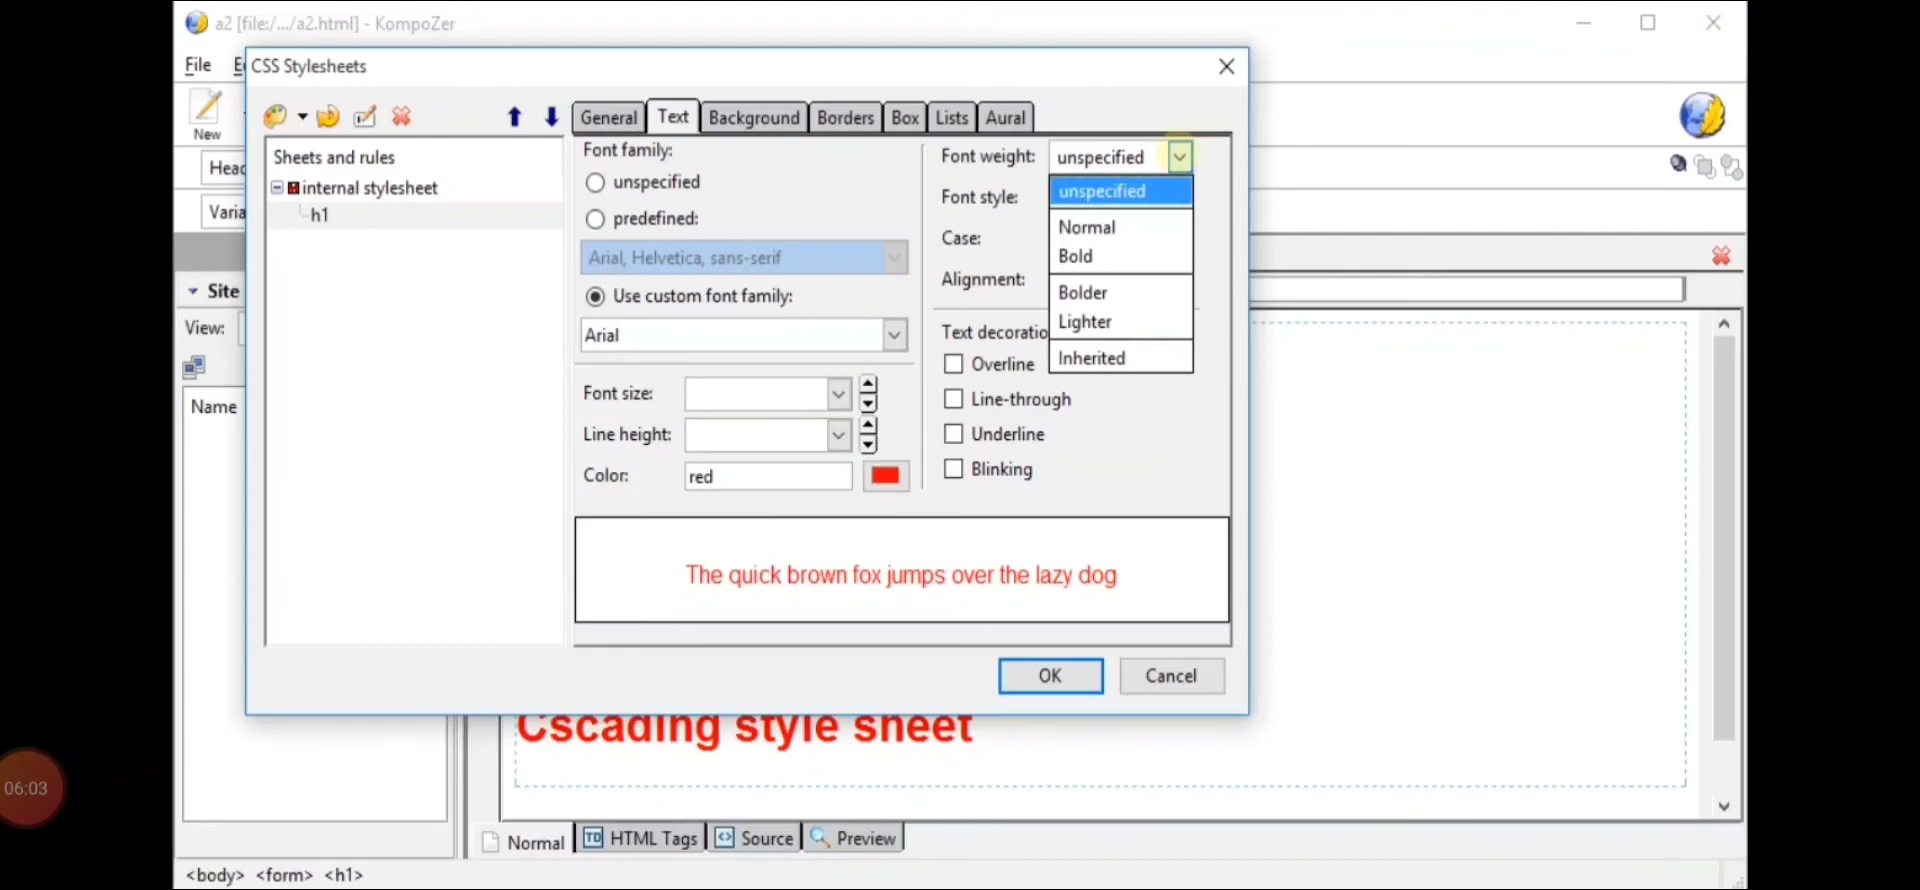 a2 [file:/.../a2.html] - KompoZer
File
CSS Stylesheets
New
General Text Background Borders Box Lists Aural
Sheets and rules
internal stylesheet
h1
Font family:
unspecified
predefined:
Arial, Helvetica, sans-serif
Use custom font family:
Arial
Font size:
Line height:
Color: red
Font weight: unspecified
unspecified
Font style:
Normal
Case:
Bold
Alignment:
Bolder
Lighter
Text decoratio
Inherited
Overline
Line-through
Underline
Blinking
The quick brown fox jumps over the lazy dog
OK Cancel
Head
Varia
Site
View:
Name
Cscading style sheet
06:03
Normal TD HTML Tags Source Preview
<body> <form> <h1>